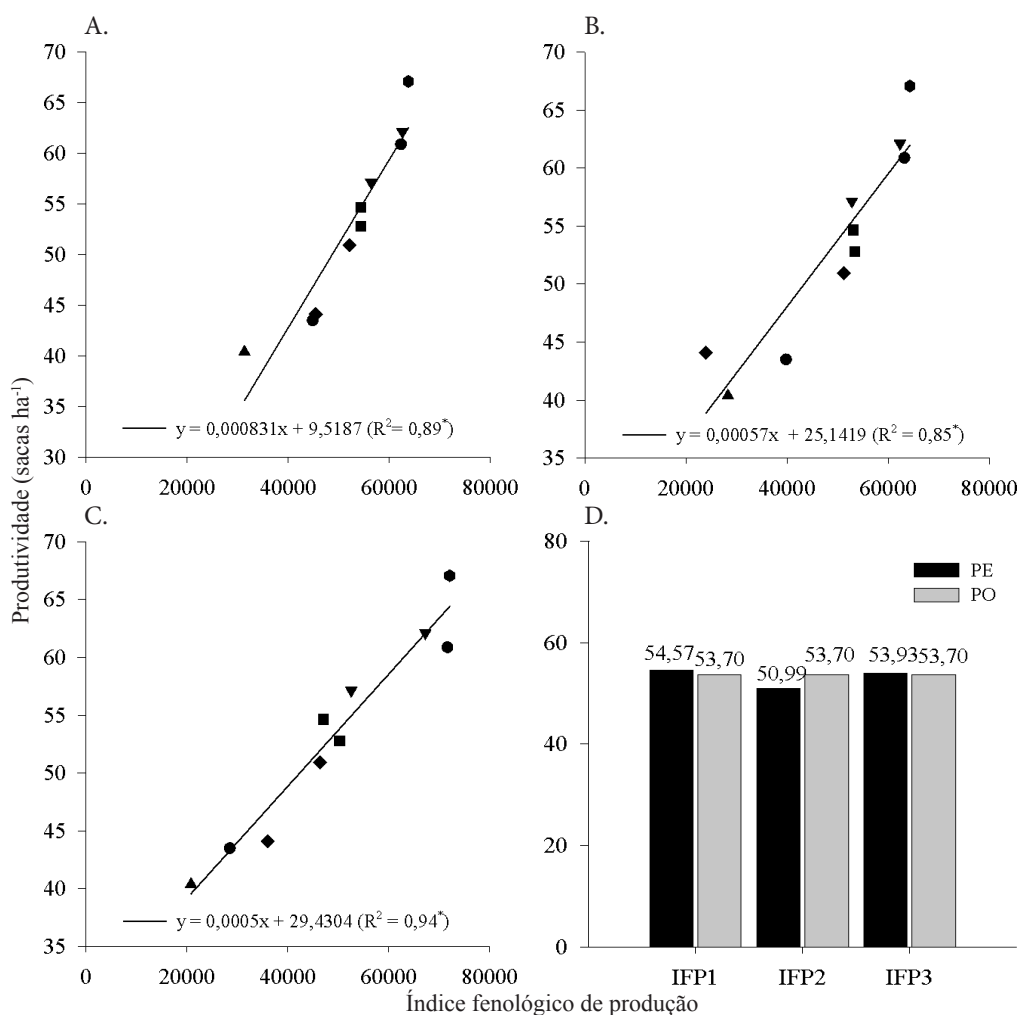 A.
70
65
60
55
50
45
40
35
30
y = 0,000831x + 9,5187 (R²= 0,89*)
0 20000 40000 60000 80000
B.
70
65
60
55
50
45
40
35
y = 0,00057x + 25,1419 (R² = 0,85*)
0 20000 40000 60000 80000
Produtividade (sacas ha⁻¹)
C.
70
65
60
55
50
45
40
35
y = 0,0005x + 29,4304 (R² = 0,94*)
0 20000 40000 60000 80000
D.
80
60
40
20
0
PE
PO
54,57 53,70 50,99 53,70 53,93 53,70
IFP1 IFP2 IFP3
Índice fenológico de produção